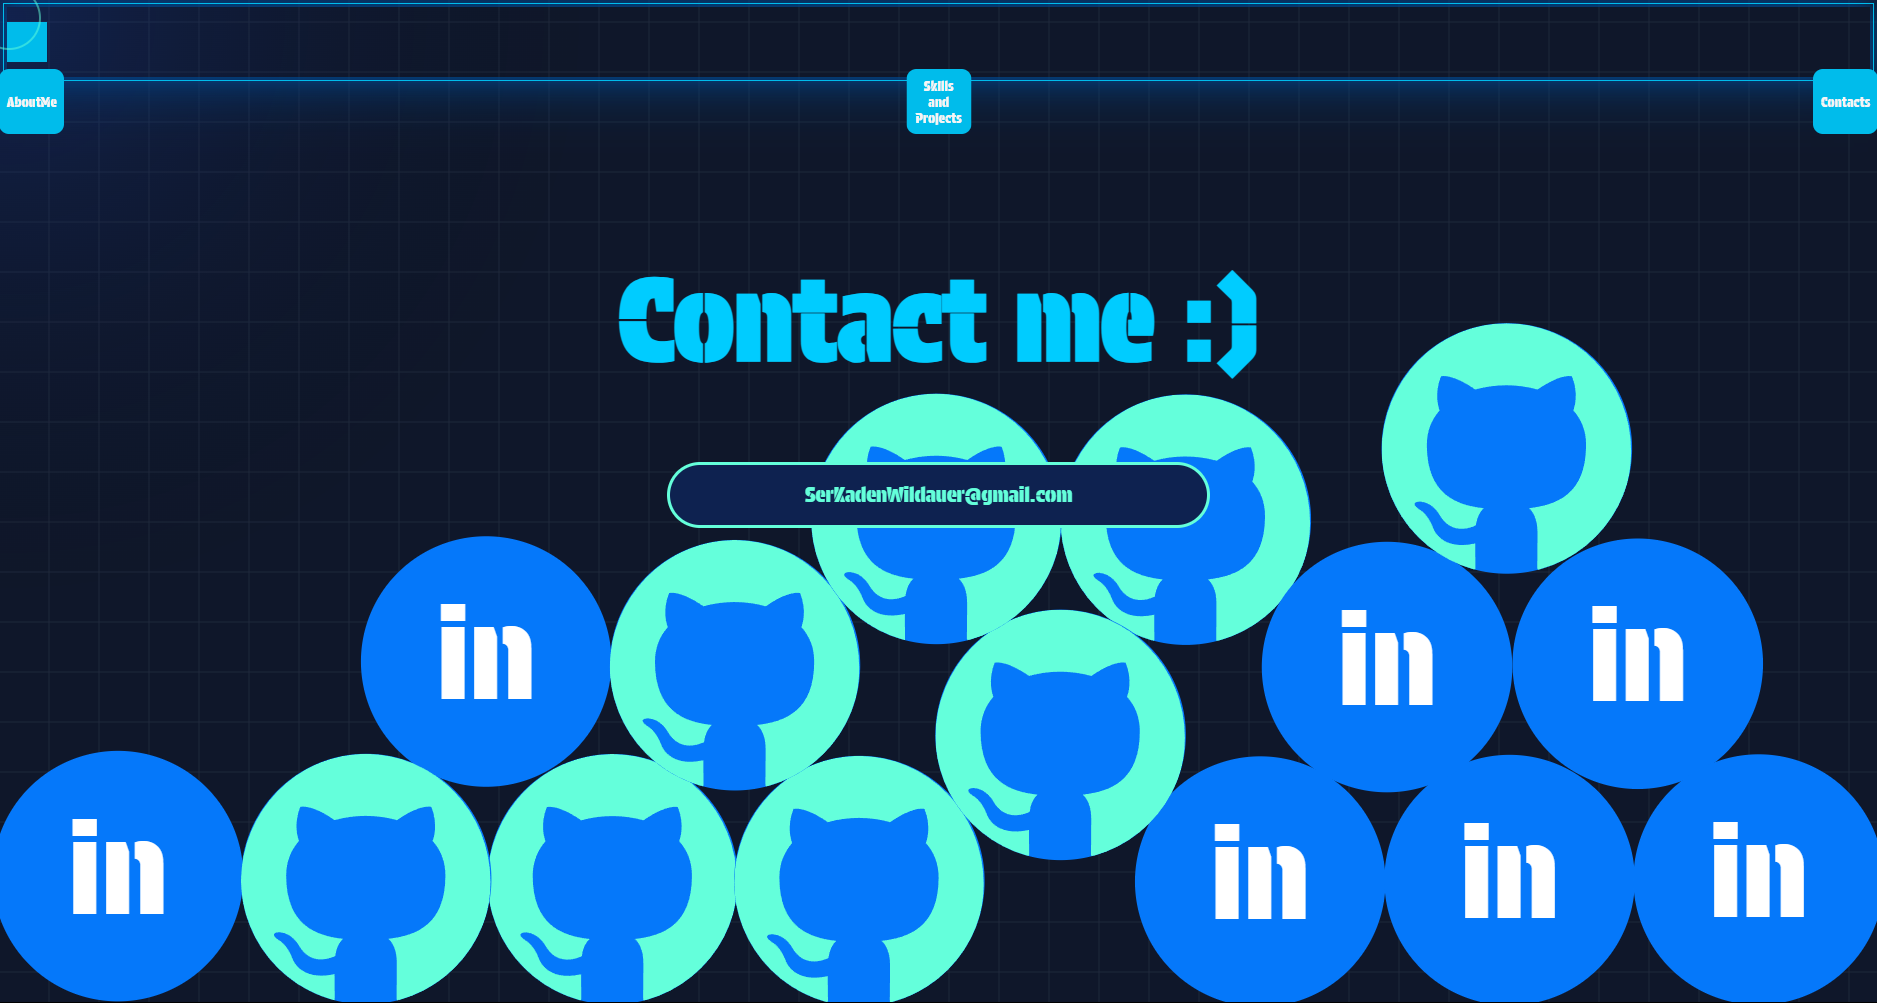 AboutMe
Skills
and
Projects
Contacts
Contact me :)
SerKadenWildauer@gmail.com
in
in
in
in
in
in
in